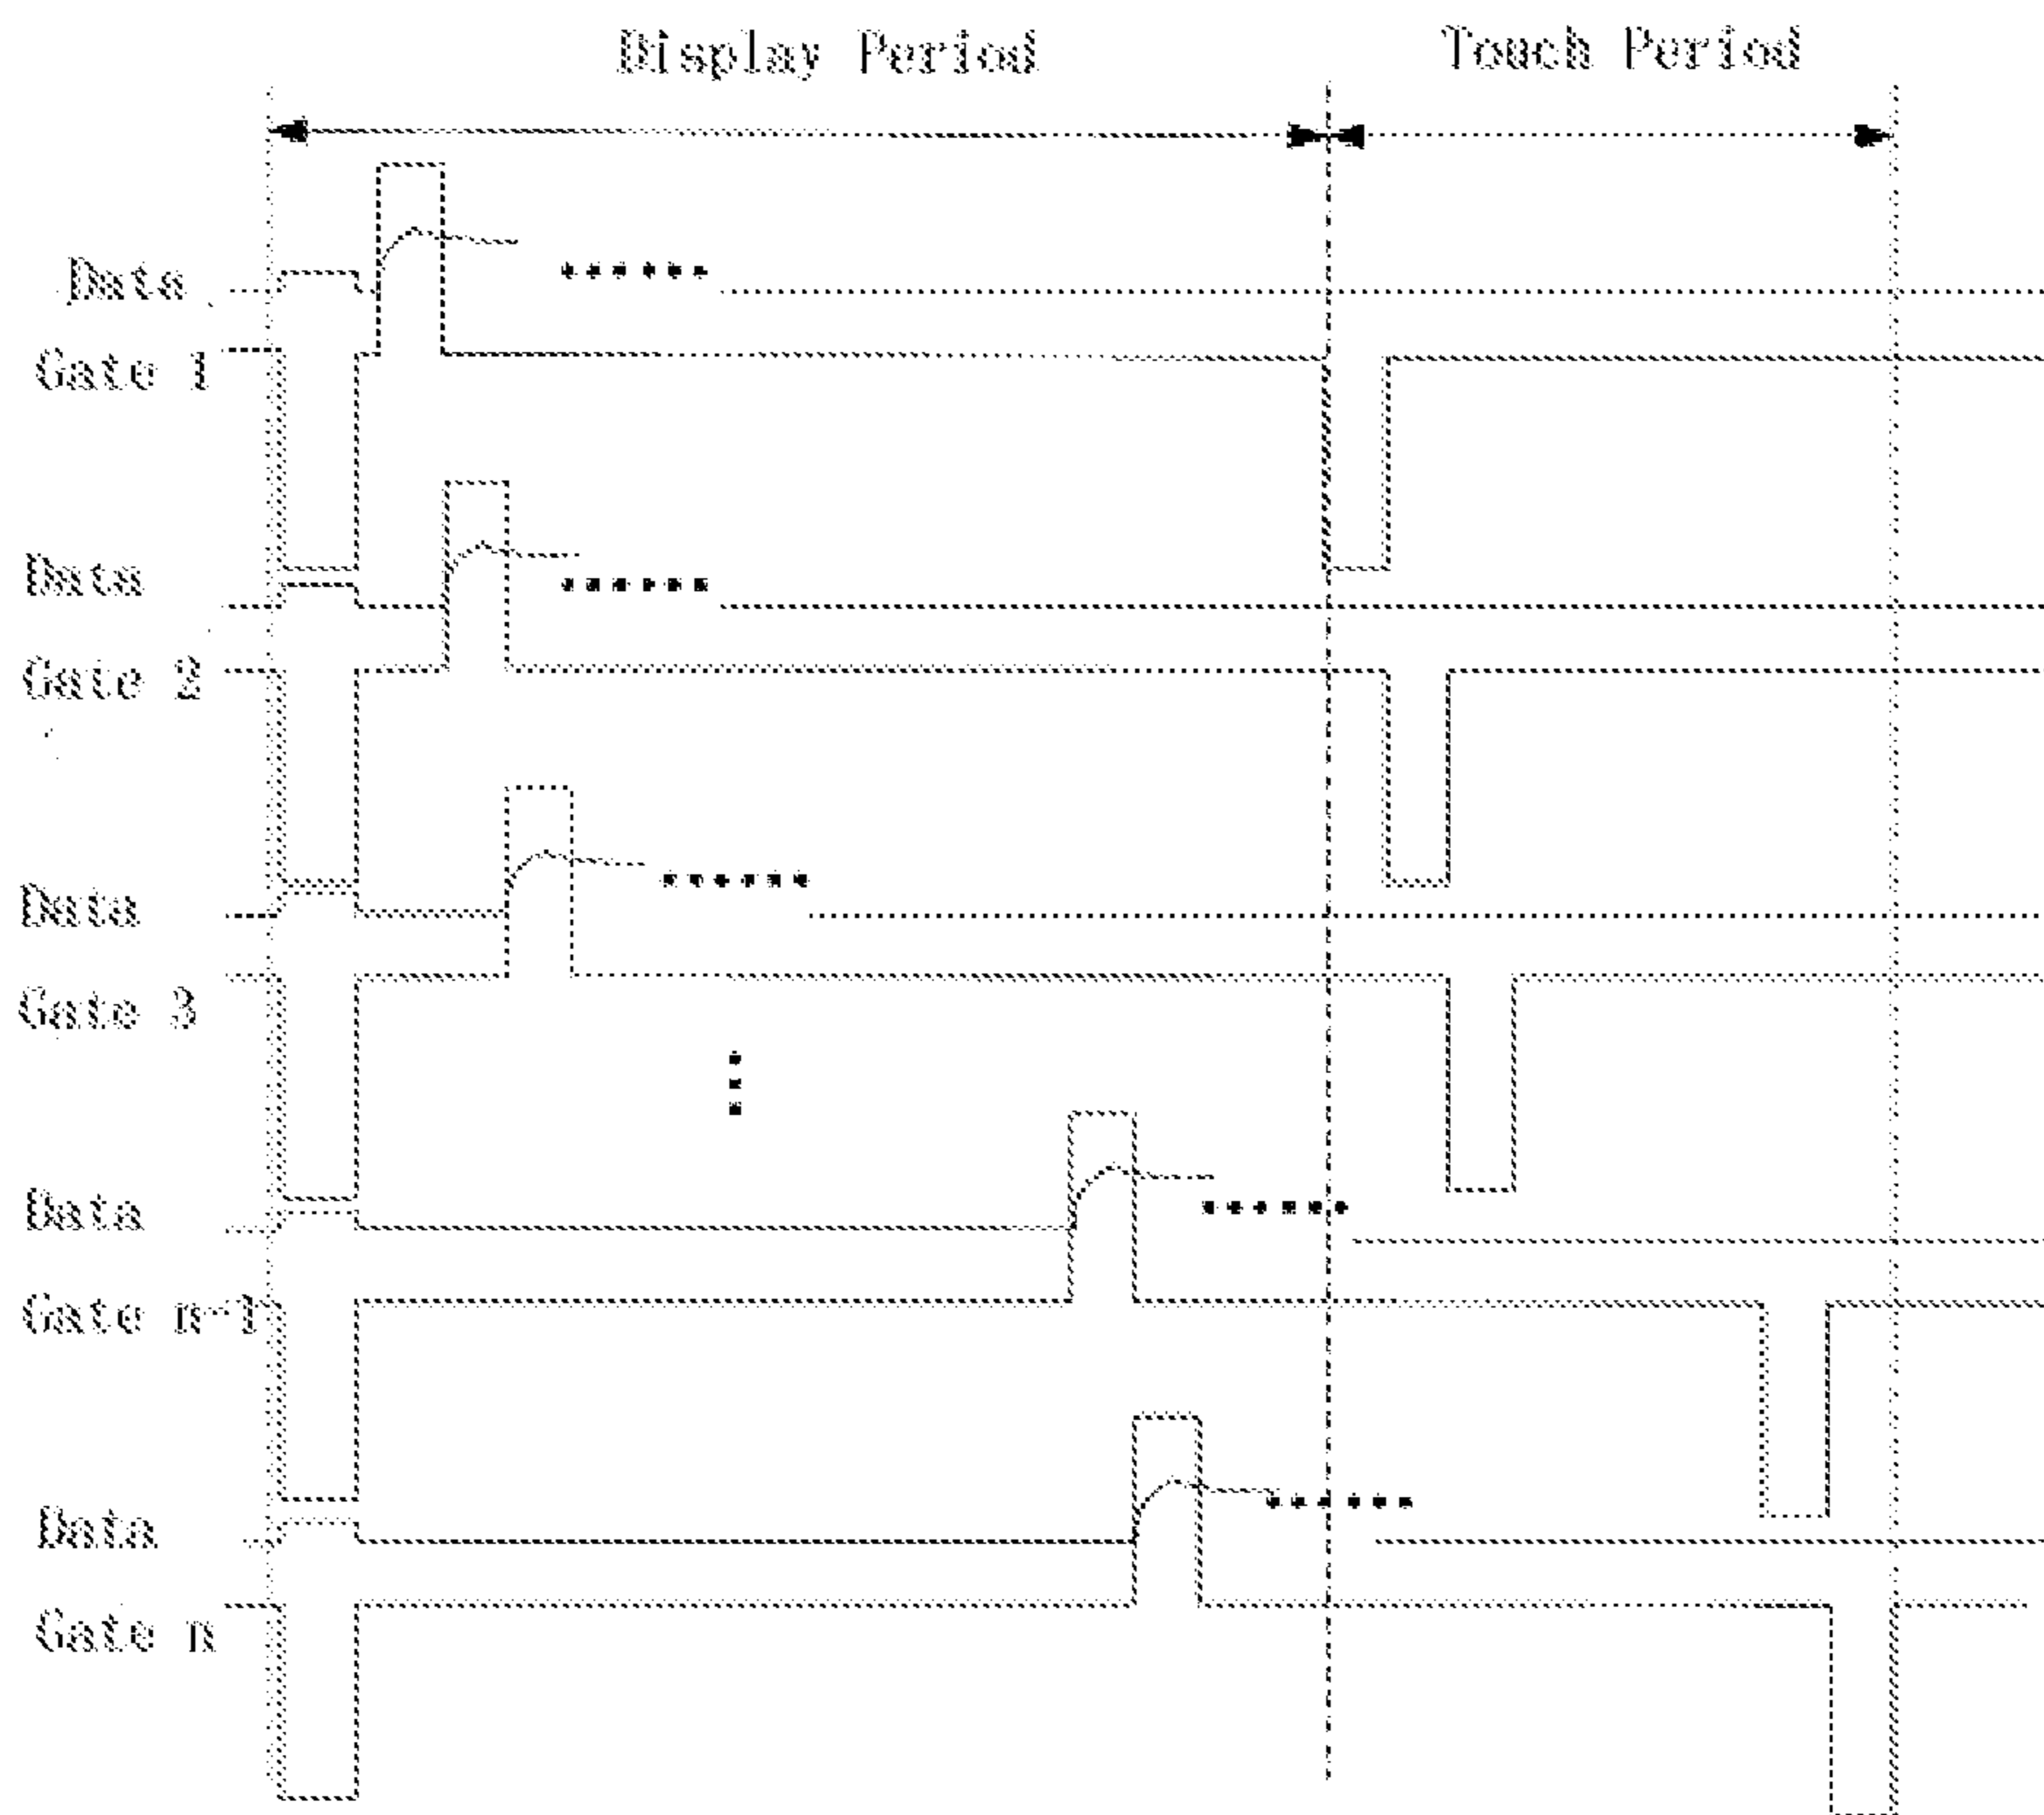 Display Period
Touch Period
Data
Gate 1
Data
Gate 2
Data
Gate 3
Data
Gate n-1
Data
Gate n